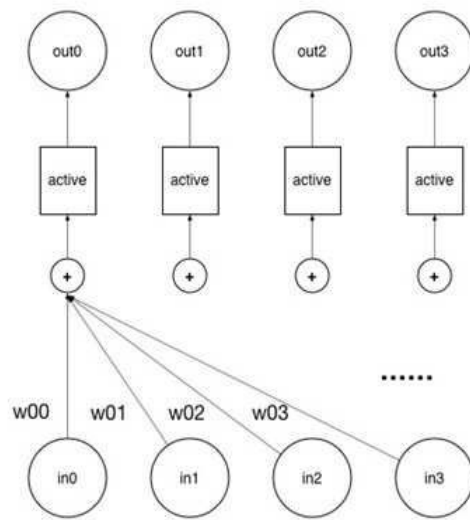 out0 out1 out2 out3
active active active active
+ + + +
......
w00 w01 w02 w03
in0 in1 in2 in3